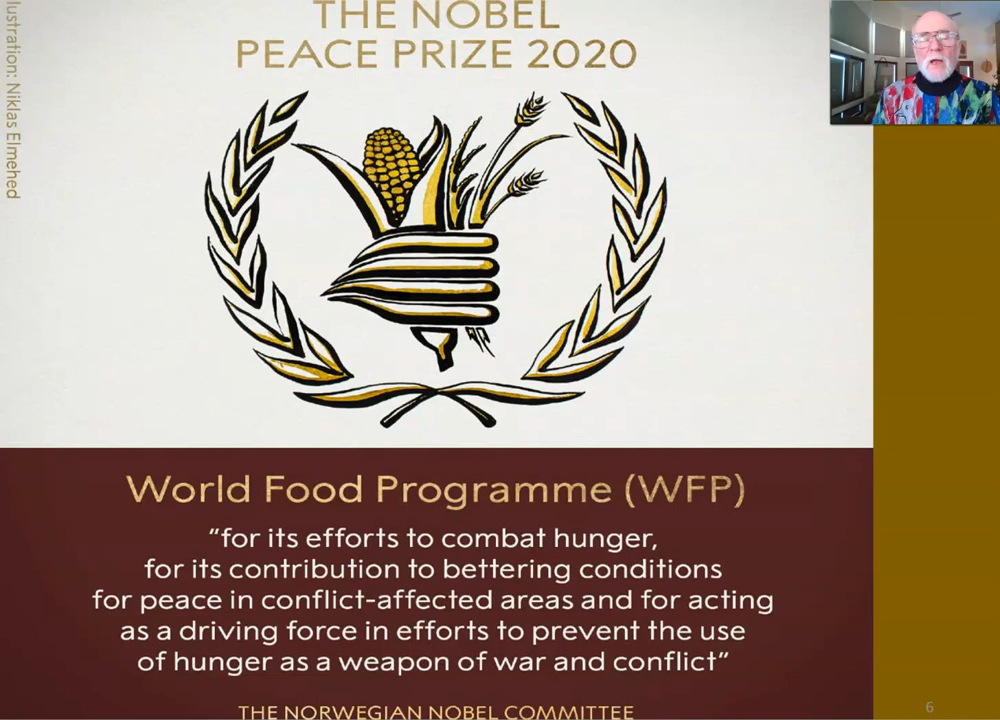 THE NOBEL
PEACE PRIZE 2020
lustration: Niklas Elmehed
World Food Programme (WFP)
“for its efforts to combat hunger,
for its contribution to bettering conditions
for peace in conflict-affected areas and for acting
as a driving force in efforts to prevent the use
of hunger as a weapon of war and conflict”
THE NORWEGIAN NOBEL COMMITTEE
6